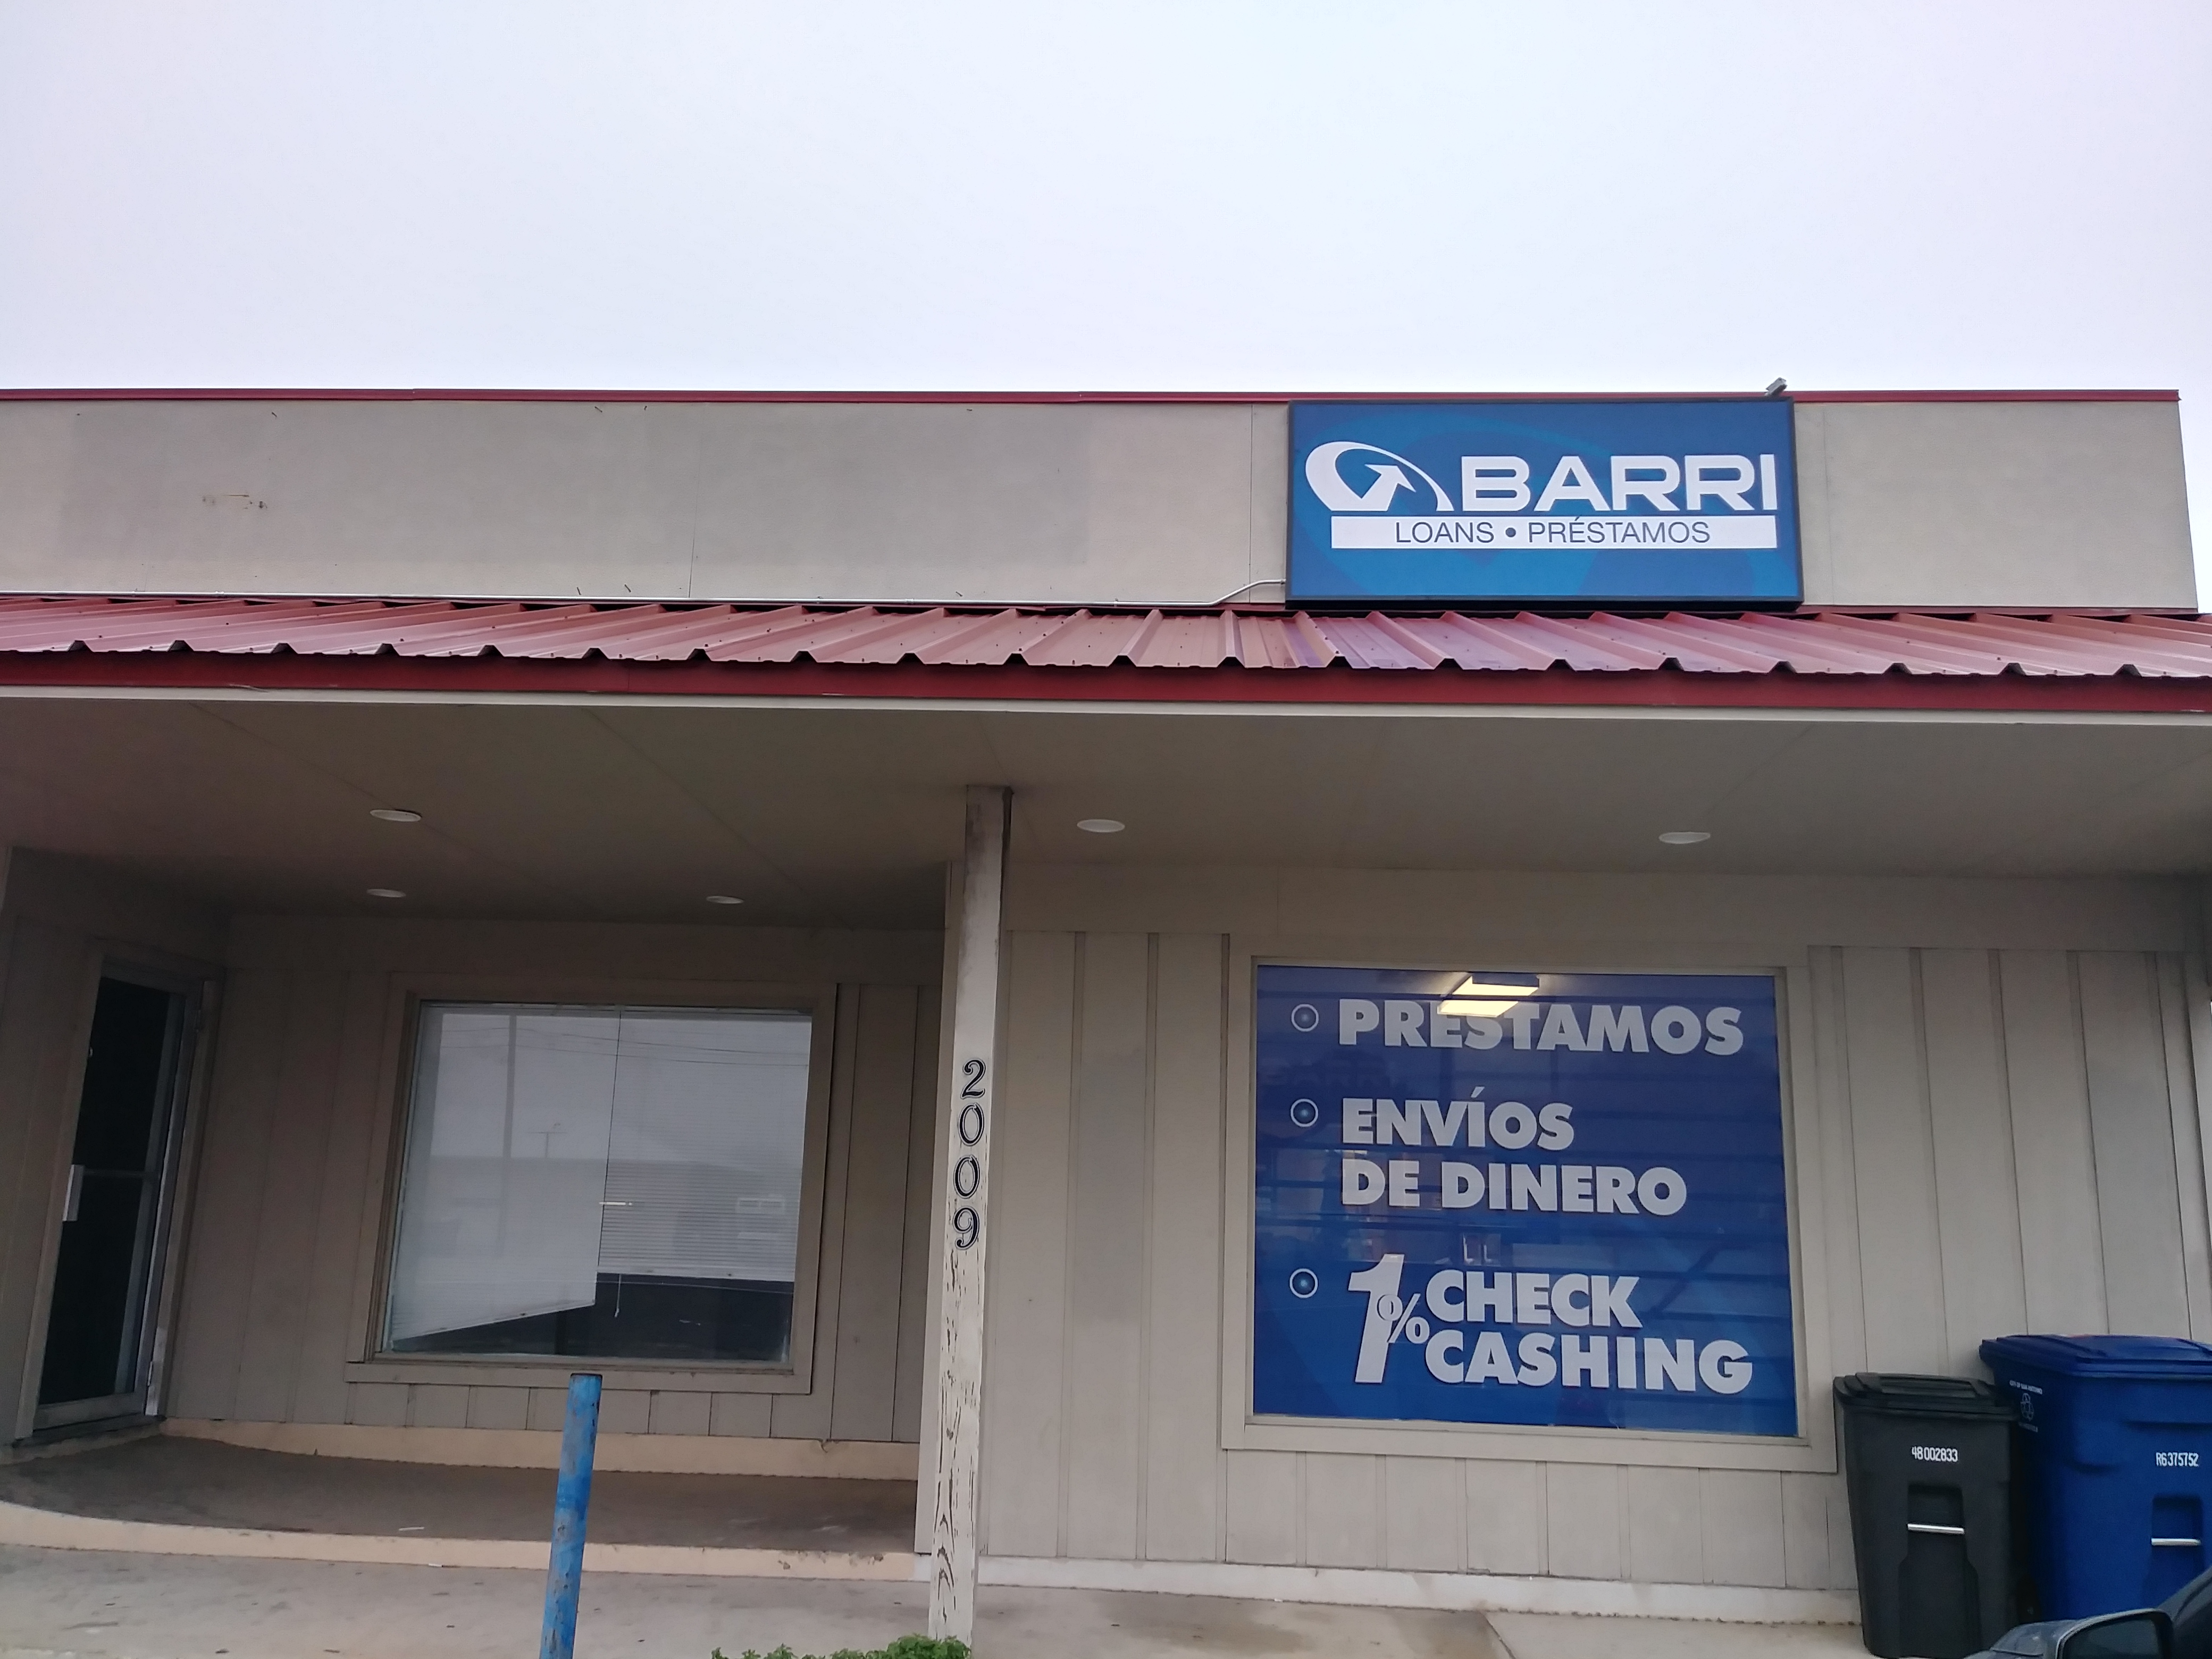 BARRI
LOANS • PRÉSTAMOS
PRESTAMOS
ENVÍOS
DE DINERO
1% CHECK
CASHING
2009
48002833
R6375752